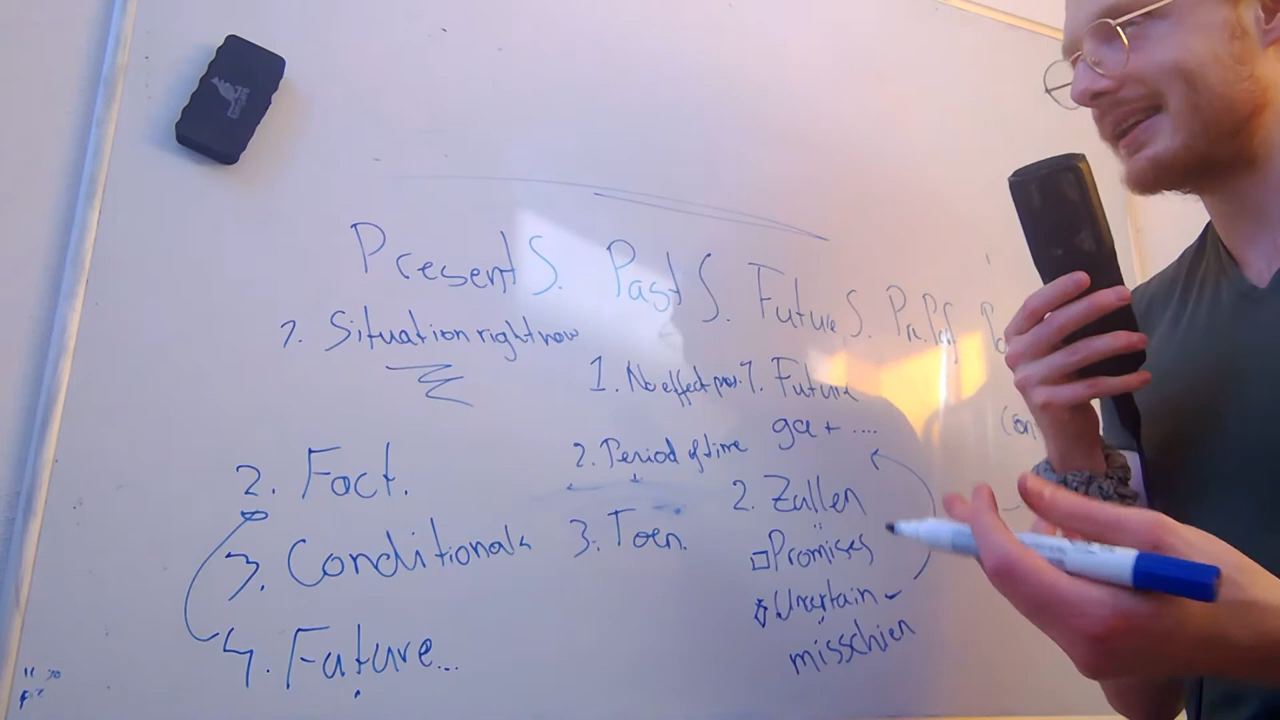 Present S. Past S. Future S. Pr. Perf
1. Situation right now
1. No effect pres.
1. Future
ga + ....
2. Period of time
2. Fact.
2. Zullen
3. Toen.
3. Conditionals
Promises
Uncertain -
misschien
4. Future...